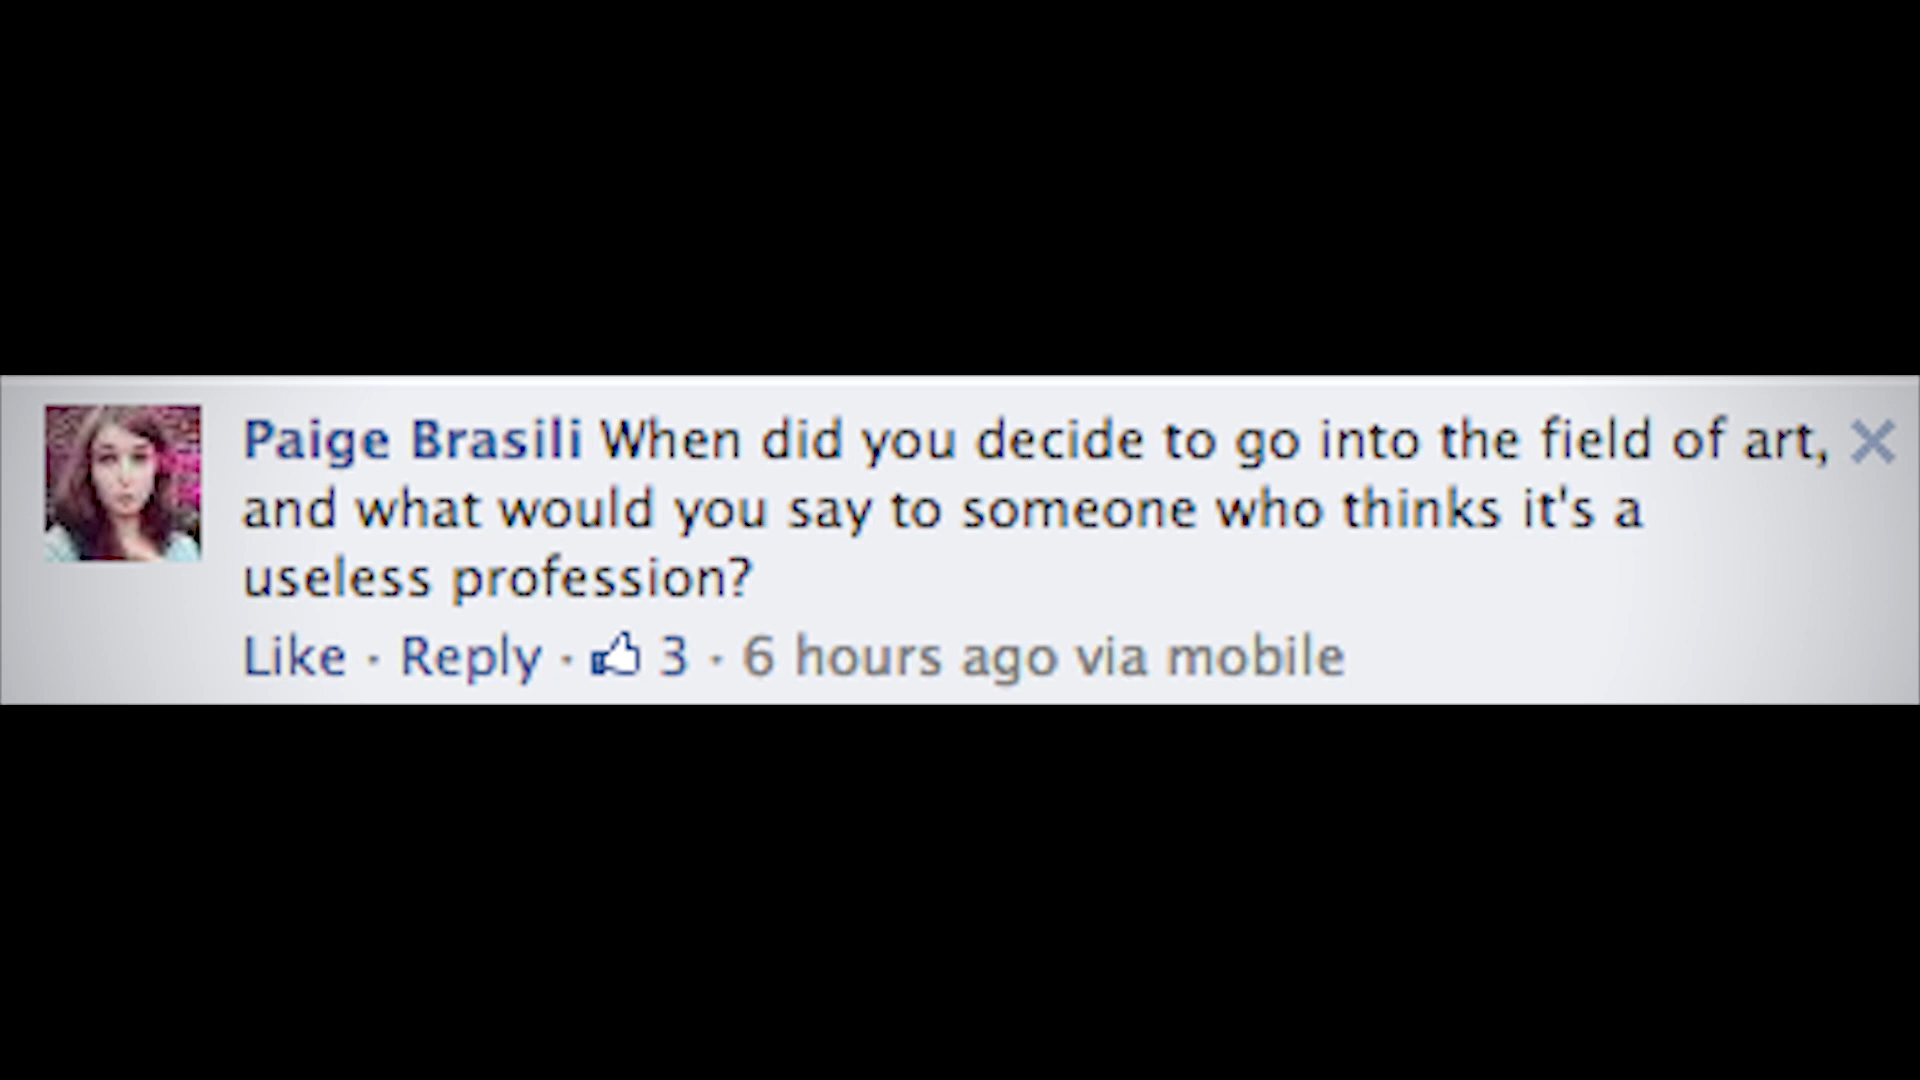 Paige Brasili When did you decide to go into the field of art,
and what would you say to someone who thinks it's a
useless profession?
Like · Reply · 3 · 6 hours ago via mobile